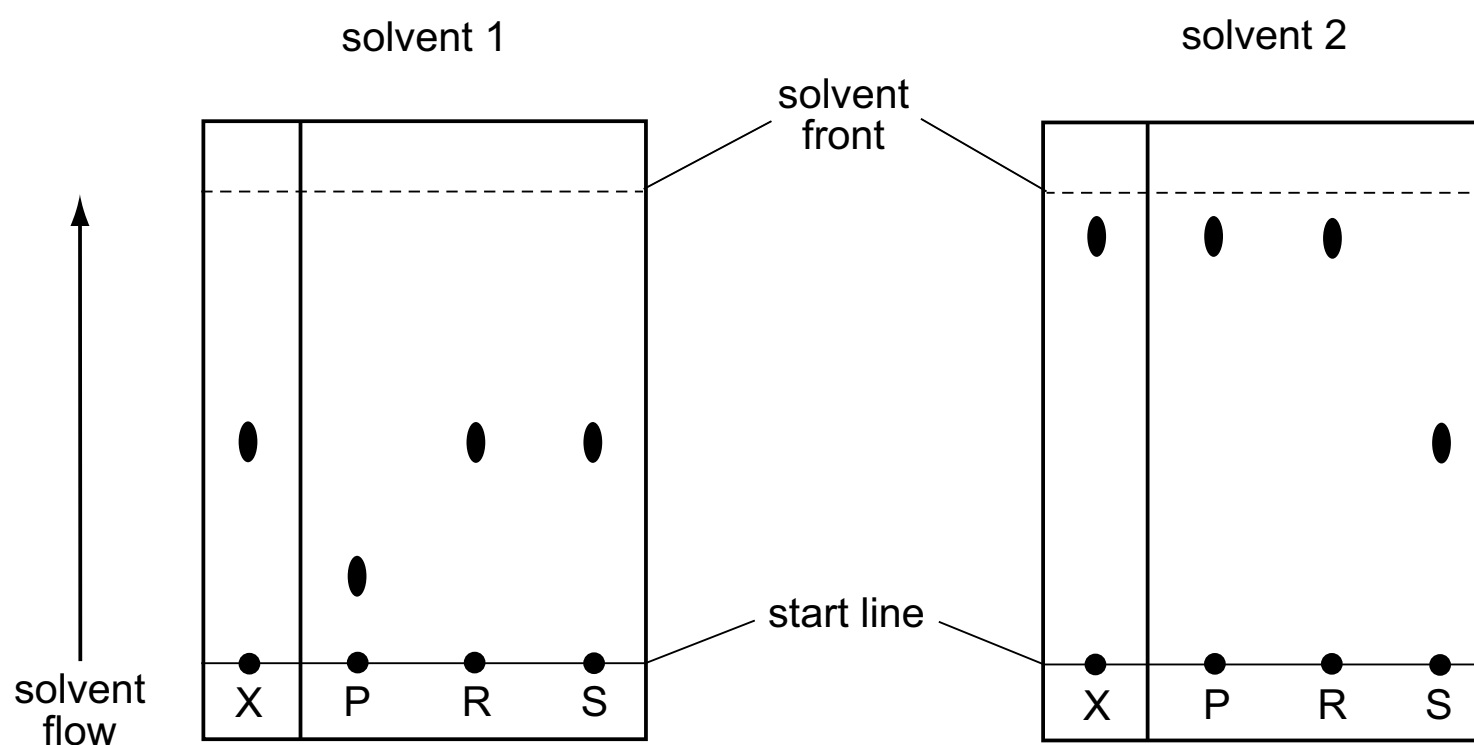 solvent 1
solvent 2
solvent
front
start line
solvent
flow
X P R S
X P R S